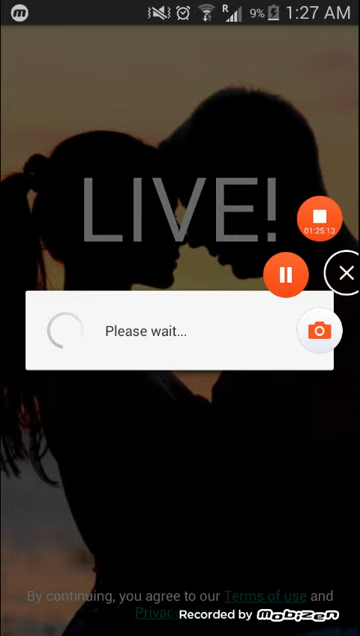 R 9% 1:27 AM
LIVE!
01:25:13
Please wait...
By continuing, you agree to our Terms of use and
Privac
Recorded by mobizen